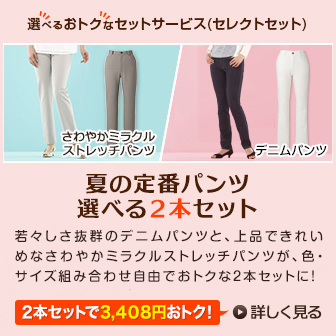 選べるおトクなセットサービス(セレクトセット)
さわやかミラクル
ストレッチパンツ
デニムパンツ
夏の定番パンツ
選べる2本セット
若々しさ抜群のデニムパンツと、上品できれい
めなさわやかミラクルストレッチパンツが、色・
サイズ組み合わせ自由でおトクな2本セットに!
2本セットで3,408円おトク!
詳しく見る